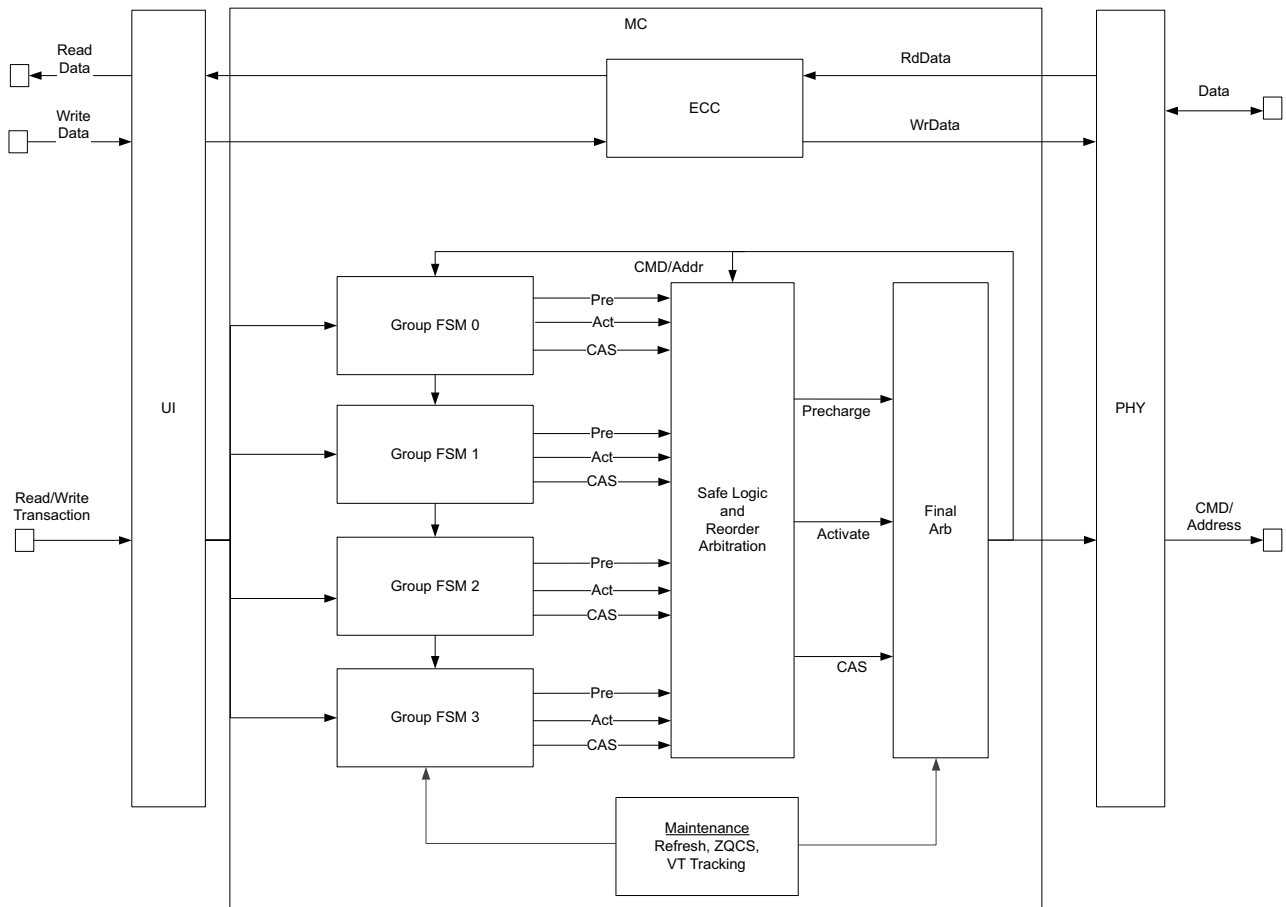 MC
Read
Data
RdData
ECC
Data
Write
Data
WrData
CMD/Addr
Pre
Group FSM 0
Act
CAS
UI
Precharge
PHY
Pre
Group FSM 1
Act
CAS
Read/Write
Transaction
Safe Logic
and
Reorder
Arbitration
Activate
Final
Arb
CMD/
Address
Pre
Group FSM 2
Act
CAS
CAS
Pre
Group FSM 3
Act
CAS
Maintenance
Refresh, ZQCS,
VT Tracking